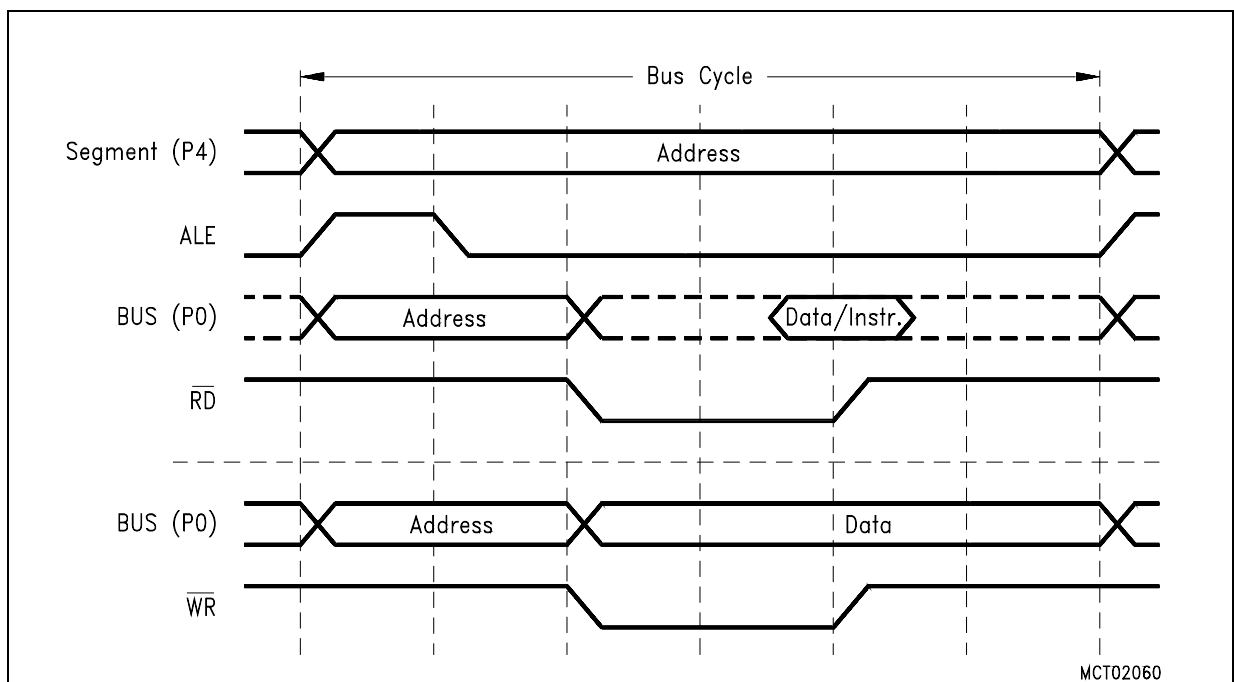 Bus Cycle
Segment (P4)
Address
ALE
BUS (P0)
Address
Data/Instr.
RD
BUS (P0)
Address
Data
WR
MCT02060